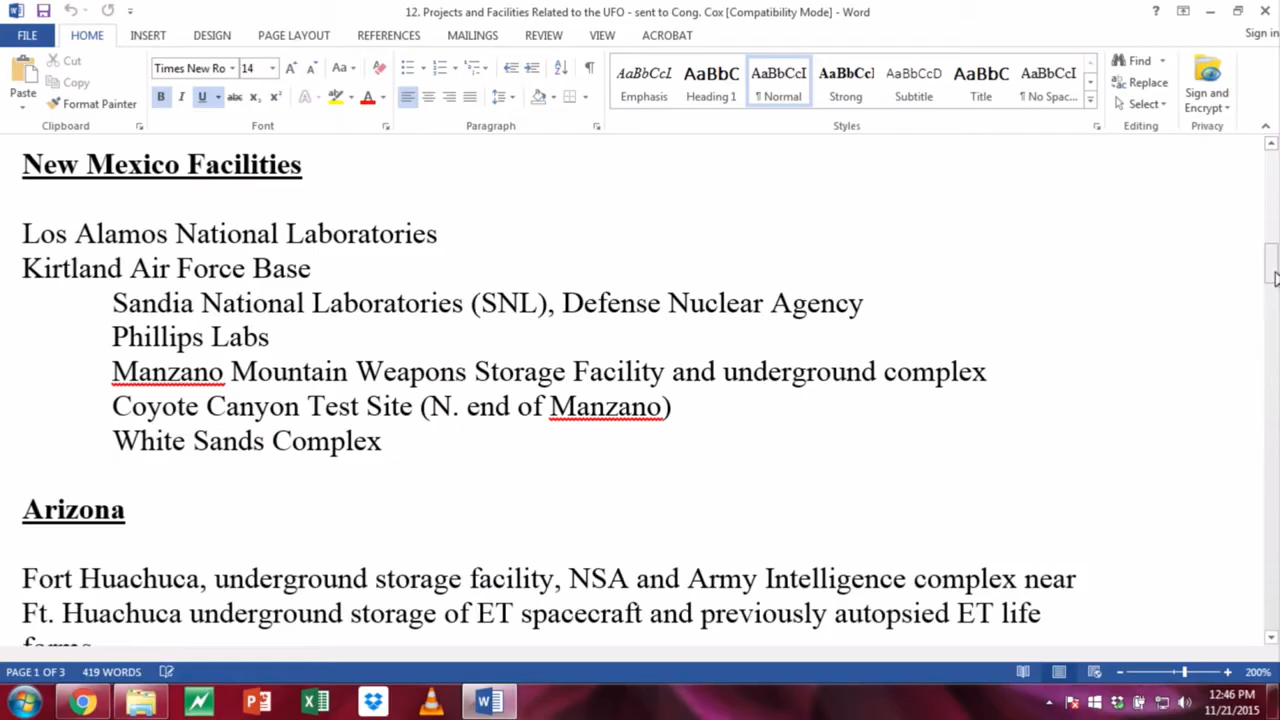 12. Projects and Facilities Related to the UFO - sent to Cong. Cox [Compatibility Mode] - Word
FILE HOME INSERT DESIGN PAGE LAYOUT REFERENCES MAILINGS REVIEW VIEW ACROBAT Sign in
Paste
Cut
Copy
Format Painter
Clipboard
Times New Ro 14
Font
Paragraph
AaBbCcI AaBbC AaBbCcI AaBbCcI AaBbCcD AaBbC AaBbCcI
Emphasis Heading 1 ¶ Normal Strong Subtitle Title ¶ No Spac...
Styles
Find
Replace
Select
Editing
Sign and
Encrypt
Privacy
New Mexico Facilities
Los Alamos National Laboratories
Kirtland Air Force Base
Sandia National Laboratories (SNL), Defense Nuclear Agency
Phillips Labs
Manzano Mountain Weapons Storage Facility and underground complex
Coyote Canyon Test Site (N. end of Manzano)
White Sands Complex
Arizona
Fort Huachuca, underground storage facility, NSA and Army Intelligence complex near
Ft. Huachuca underground storage of ET spacecraft and previously autopsied ET life
forms
PAGE 1 OF 3 419 WORDS 200%
12:46 PM
11/21/2015